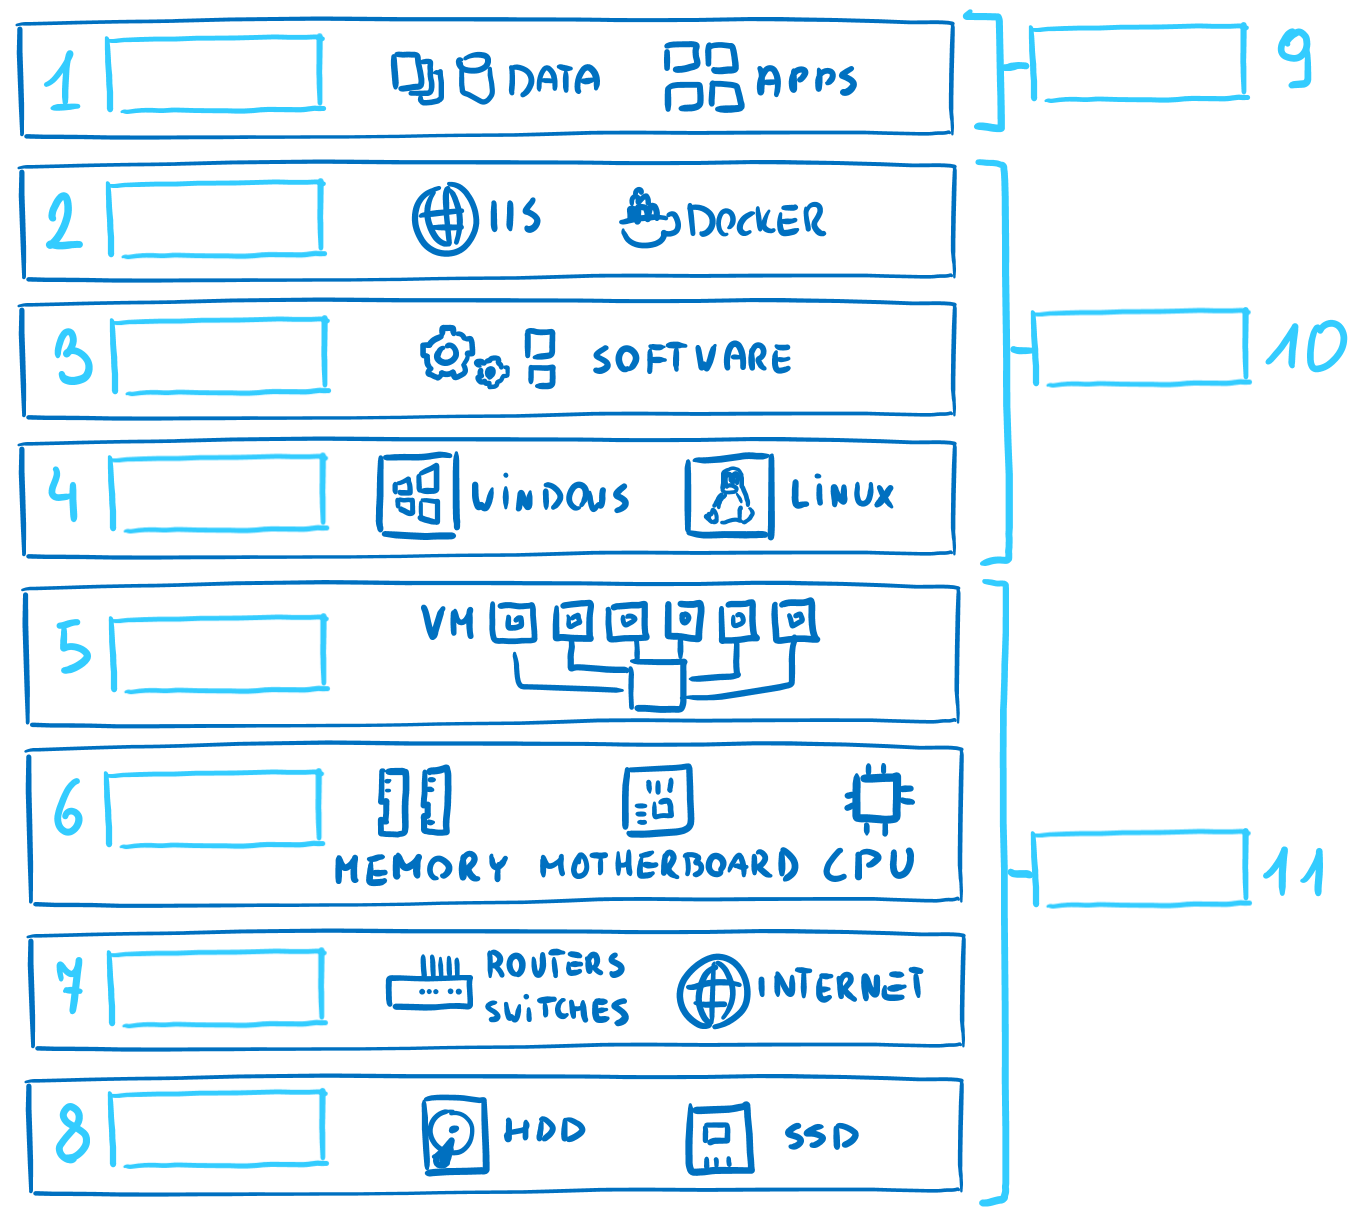 1 DATA APPS 9
2 IIS DOCKER
3 SOFTWARE 10
4 WINDOWS LINUX
5 VM
6 MEMORY MOTHERBOARD CPU 11
7 ROUTERS
SWITCHES INTERNET
8 HDD SSD